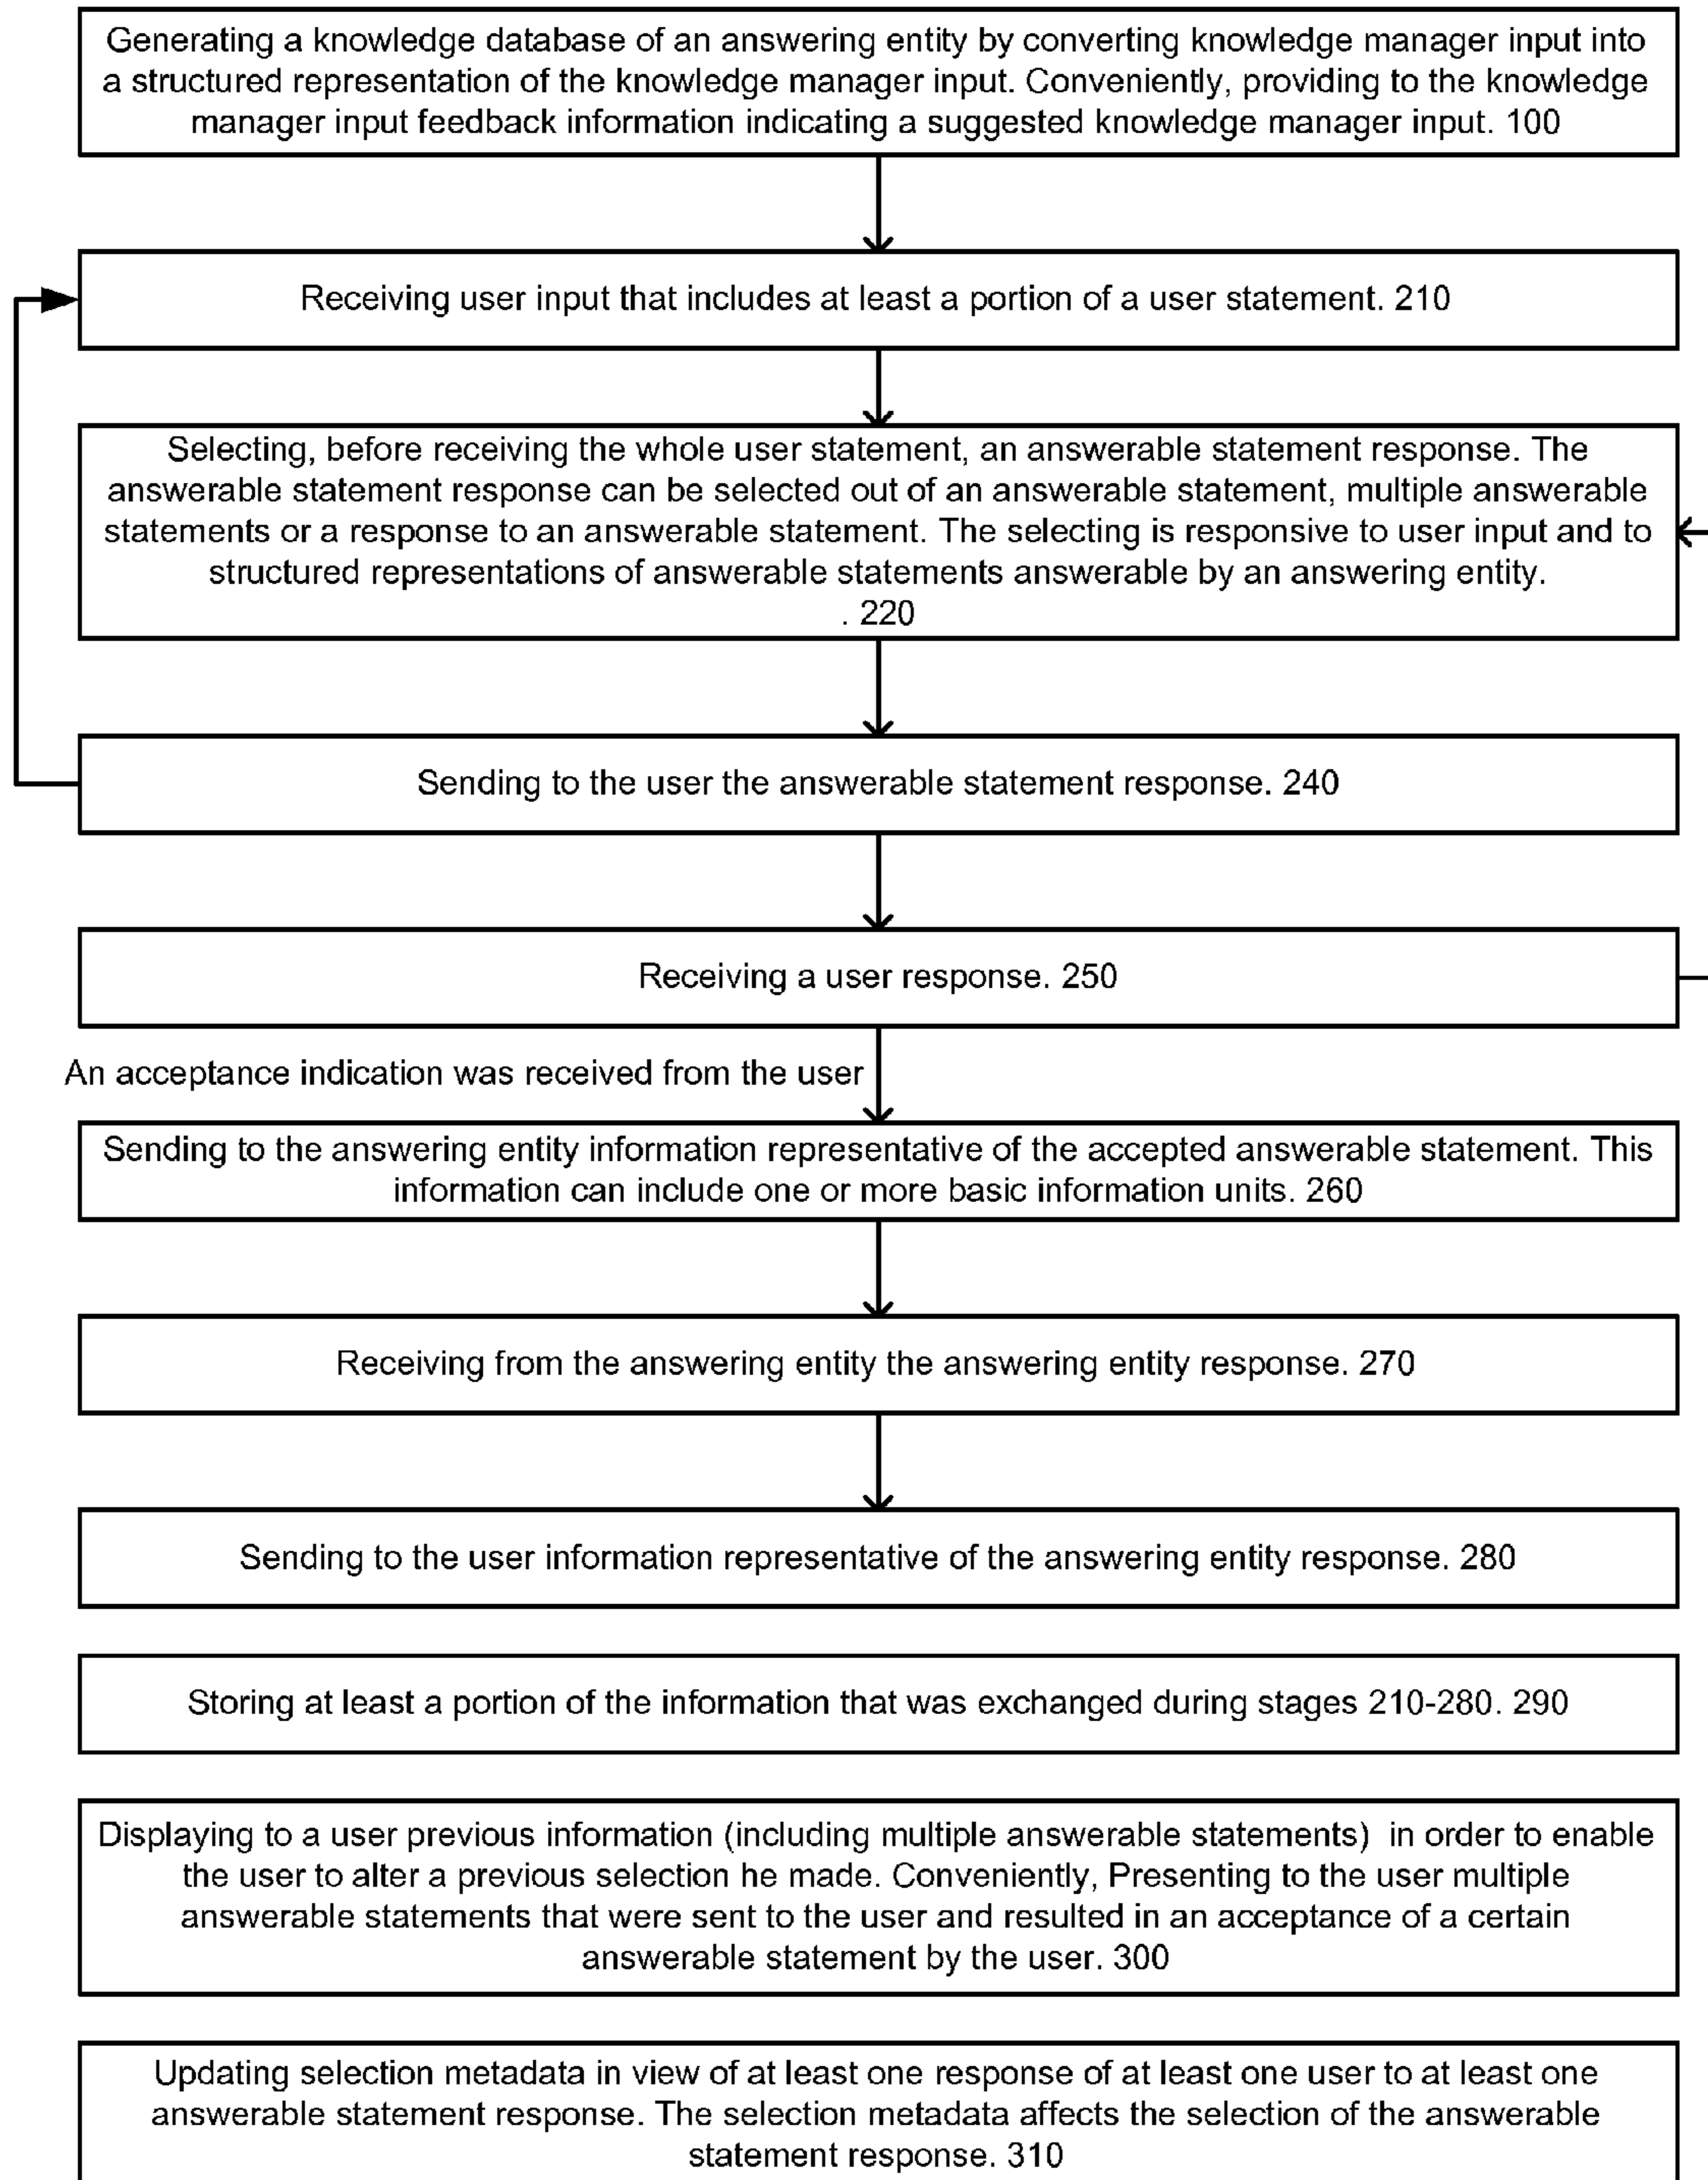 Generating a knowledge database of an answering entity by converting knowledge manager input into
a structured representation of the knowledge manager input. Conveniently, providing to the knowledge
manager input feedback information indicating a suggested knowledge manager input. 100
Receiving user input that includes at least a portion of a user statement. 210
Selecting, before receiving the whole user statement, an answerable statement response. The
answerable statement response can be selected out of an answerable statement, multiple answerable
statements or a response to an answerable statement. The selecting is responsive to user input and to
structured representations of answerable statements answerable by an answering entity.
. 220
Sending to the user the answerable statement response. 240
Receiving a user response. 250
An acceptance indication was received from the user
Sending to the answering entity information representative of the accepted answerable statement. This
information can include one or more basic information units. 260
Receiving from the answering entity the answering entity response. 270
Sending to the user information representative of the answering entity response. 280
Storing at least a portion of the information that was exchanged during stages 210-280. 290
Displaying to a user previous information (including multiple answerable statements) in order to enable
the user to alter a previous selection he made. Conveniently, Presenting to the user multiple
answerable statements that were sent to the user and resulted in an acceptance of a certain
answerable statement by the user. 300
Updating selection metadata in view of at least one response of at least one user to at least one
answerable statement response. The selection metadata affects the selection of the answerable
statement response. 310